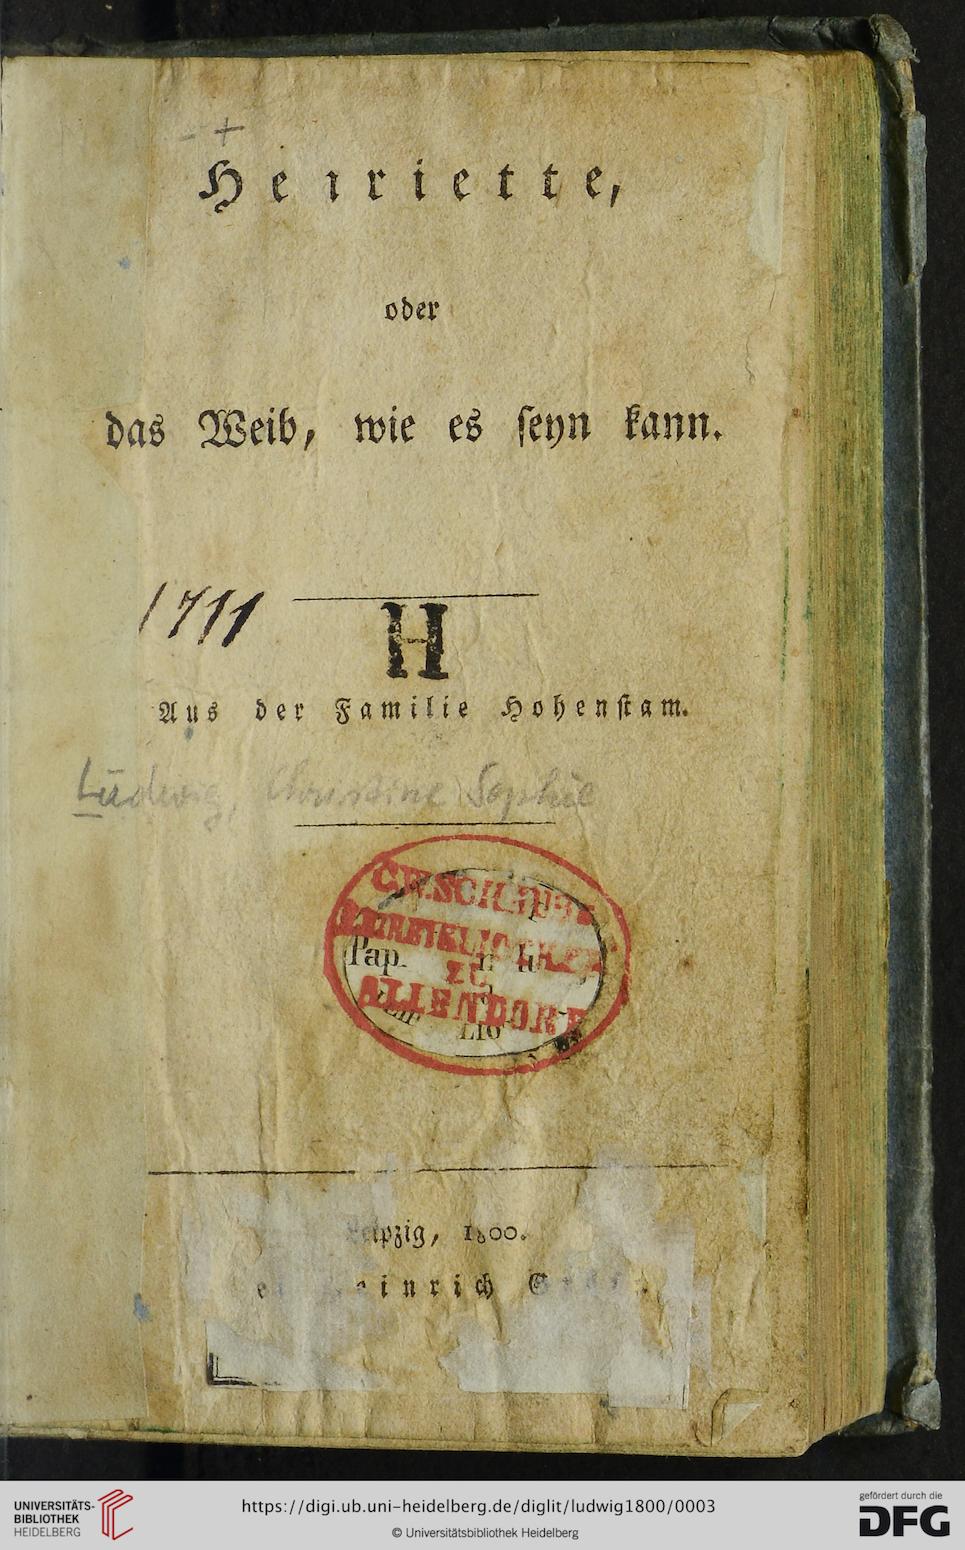 Henriette,
oder
das Weib, wie es seyn kann.
1711
H
Aus der Familie Hohenstam.
Ludwig, Christine Sophie
ZU
ALLENDORF
Pap.
Leipzig, 1800.
UNIVERSITÄTS-
BIBLIOTHEK
HEIDELBERG
https://digi.ub.uni-heidelberg.de/diglit/ludwig1800/0003
© Universitätsbibliothek Heidelberg
gefördert durch die
DFG